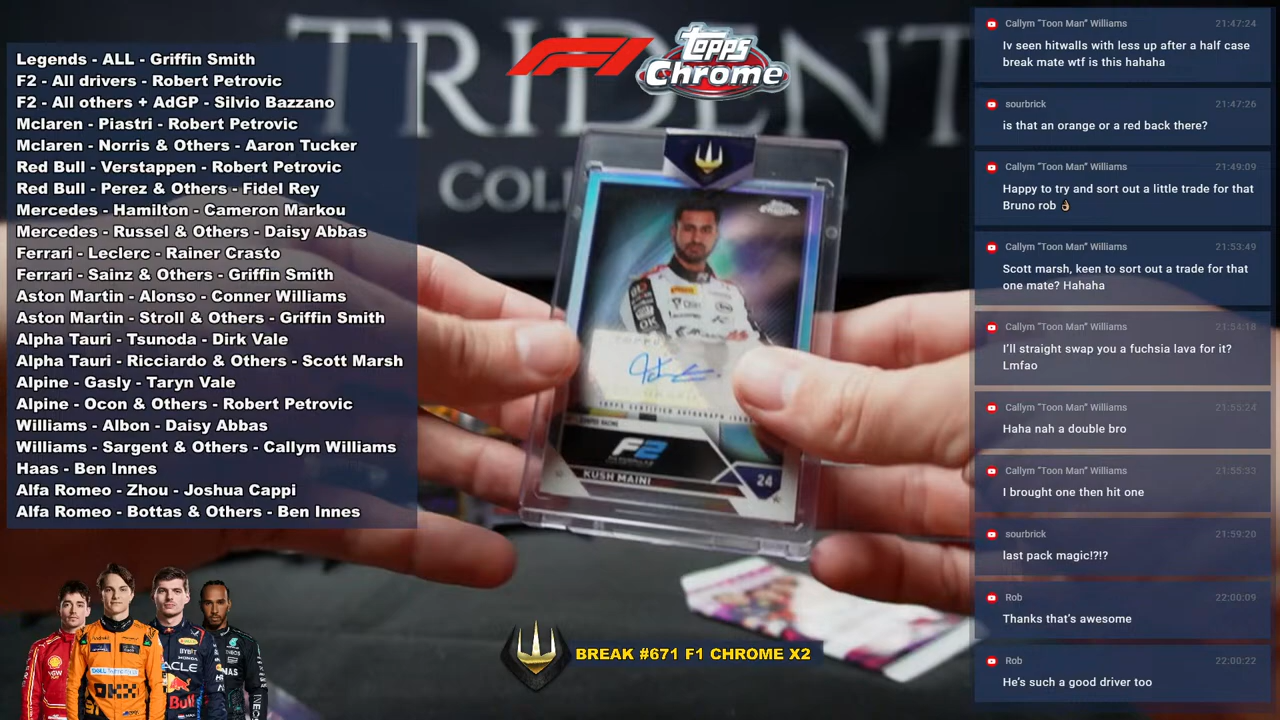 Legends - ALL - Griffin Smith
F2 - All drivers - Robert Petrovic
F2 - All others + AdGP - Silvio Bazzano
Mclaren - Piastri - Robert Petrovic
Mclaren - Norris & Others - Aaron Tucker
Red Bull - Verstappen - Robert Petrovic
Red Bull - Perez & Others - Fidel Rey
Mercedes - Hamilton - Cameron Markou
Mercedes - Russel & Others - Daisy Abbas
Ferrari - Leclerc - Rainer Crasto
Ferrari - Sainz & Others - Griffin Smith
Aston Martin - Alonso - Conner Williams
Aston Martin - Stroll & Others - Griffin Smith
Alpha Tauri - Tsunoda - Dirk Vale
Alpha Tauri - Ricciardo & Others - Scott Marsh
Alpine - Gasly - Taryn Vale
Alpine - Ocon & Others - Robert Petrovic
Williams - Albon - Daisy Abbas
Williams - Sargent & Others - Callym Williams
Haas - Ben Innes
Alfa Romeo - Zhou - Joshua Cappi
Alfa Romeo - Bottas & Others - Ben Innes
TRIDENT
COLL
F1
Topps
Chrome
TOPPS CERTIFIED AUTOGRAPH ISSUE
F2
KUSH MAINI
24
BREAK #671 F1 CHROME X2
Callym “Toon Man” Williams 21:47:24
Iv seen hitwalls with less up after a half case
break mate wtf is this hahaha
sourbrick 21:47:26
is that an orange or a red back there?
Callym “Toon Man” Williams 21:49:09
Happy to try and sort out a little trade for that
Bruno rob 👌🏼
Callym “Toon Man” Williams 21:53:49
Scott marsh, keen to sort out a trade for that
one mate? Hahaha
Callym “Toon Man” Williams 21:54:18
I’ll straight swap you a fuchsia lava for it?
Lmfao
Callym “Toon Man” Williams 21:55:24
Haha nah a double bro
Callym “Toon Man” Williams 21:55:33
I brought one then hit one
sourbrick 21:59:20
last pack magic!?!?
Rob 22:00:09
Thanks that’s awesome
Rob 22:00:22
He’s such a good driver too